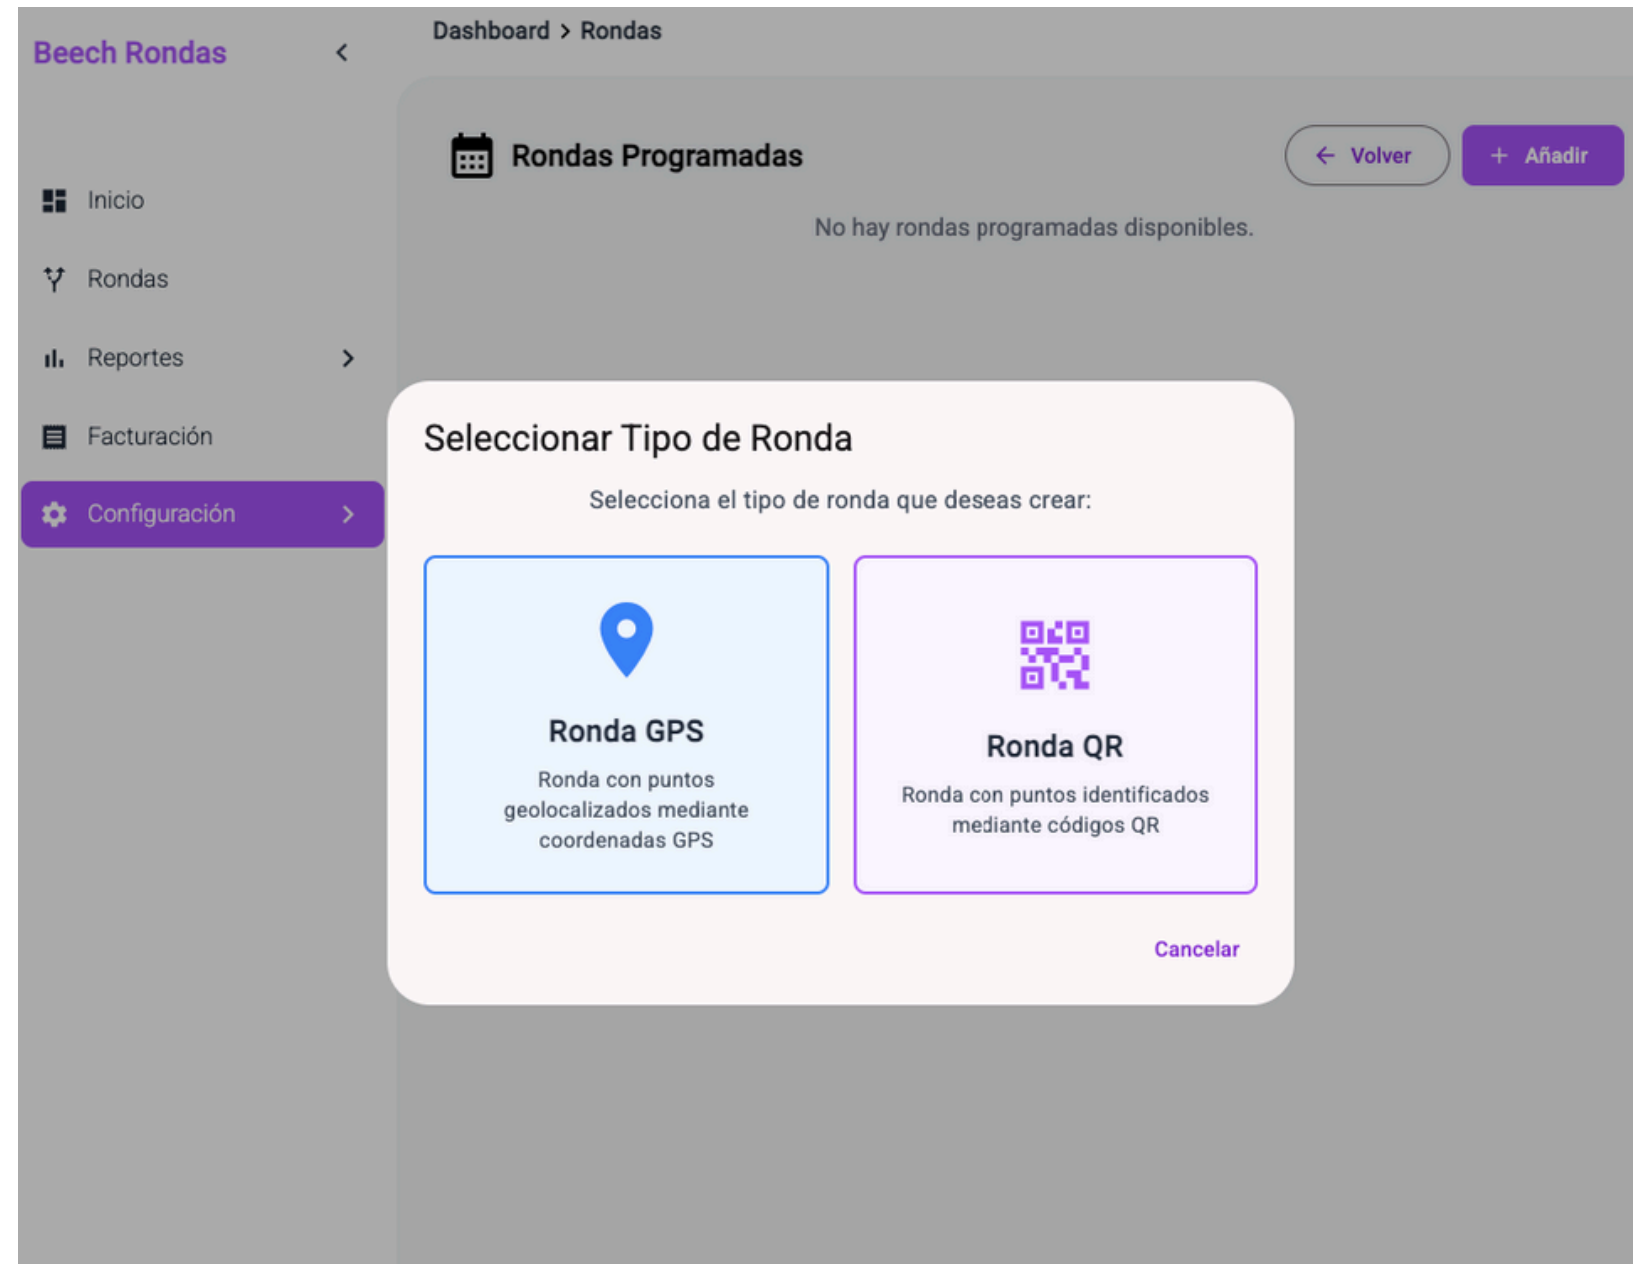 Beech Rondas
Dashboard > Rondas
Rondas Programadas
Volver
+ Añadir
No hay rondas programadas disponibles.
Inicio
Rondas
Reportes
Facturación
Configuración
Seleccionar Tipo de Ronda
Selecciona el tipo de ronda que deseas crear:
Ronda GPS
Ronda con puntos
geolocalizados mediante
coordenadas GPS
Ronda QR
Ronda con puntos identificados
mediante códigos QR
Cancelar